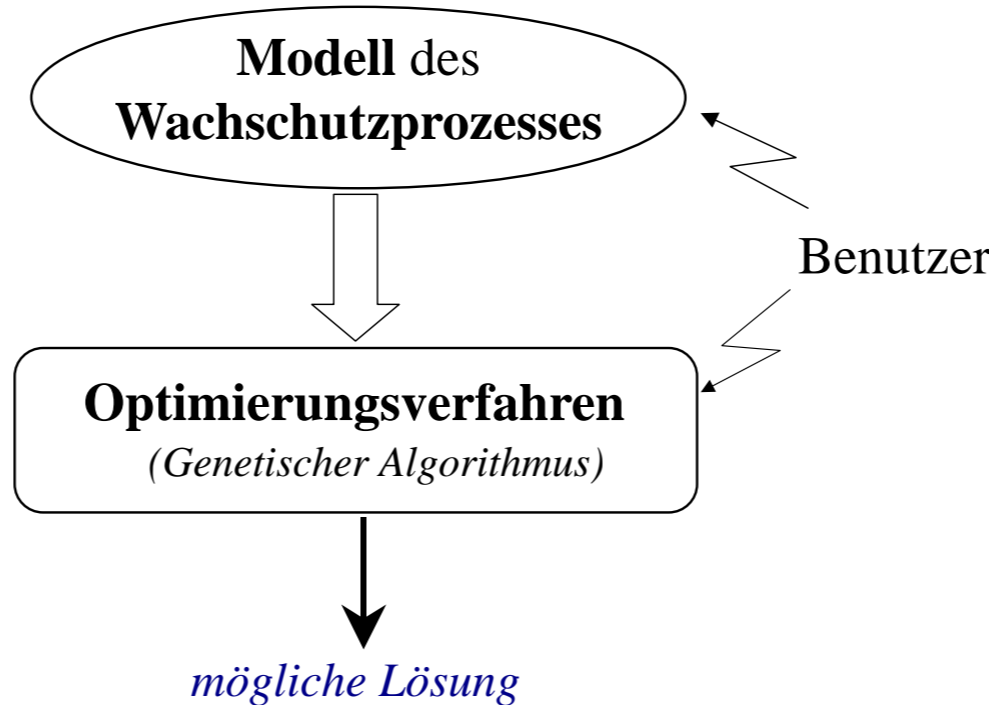 Modell des
Wachschutzprozesses
Benutzer
Optimierungsverfahren
(Genetischer Algorithmus)
mögliche Lösung